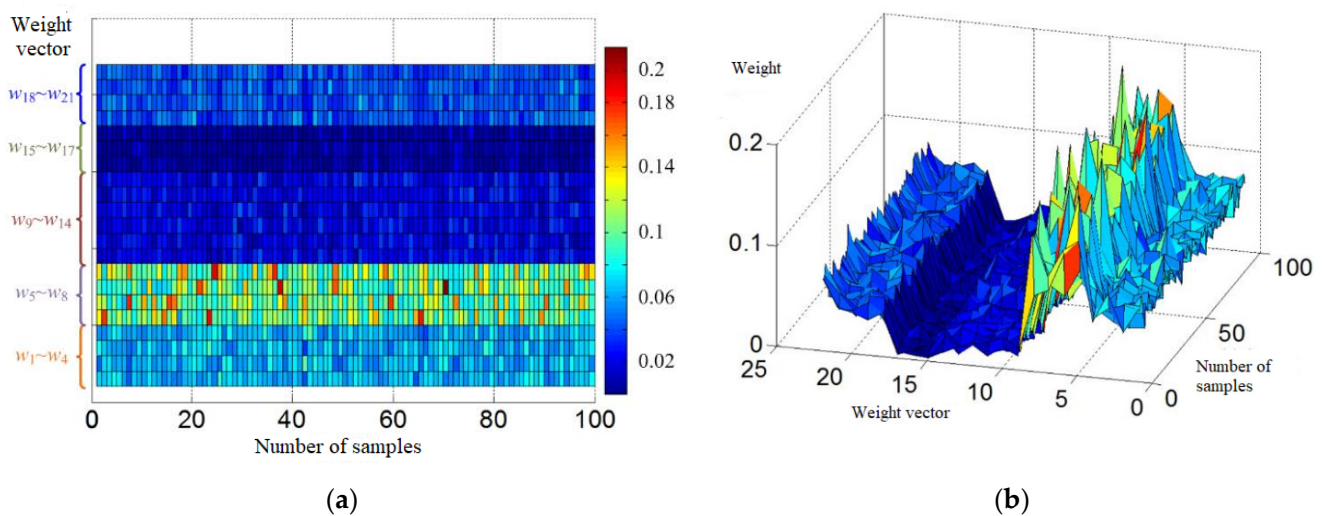 Weight
vector
w18~w21
w15~w17
w9~w14
w5~w8
w1~w4
0 20 40 60 80 100
Number of samples
0.2
0.18
0.14
0.1
0.06
0.02
(a)
Weight
0.2
0.1
0
25 20 15 10 5 0
Weight vector
0 50 100
Number of
samples
(b)